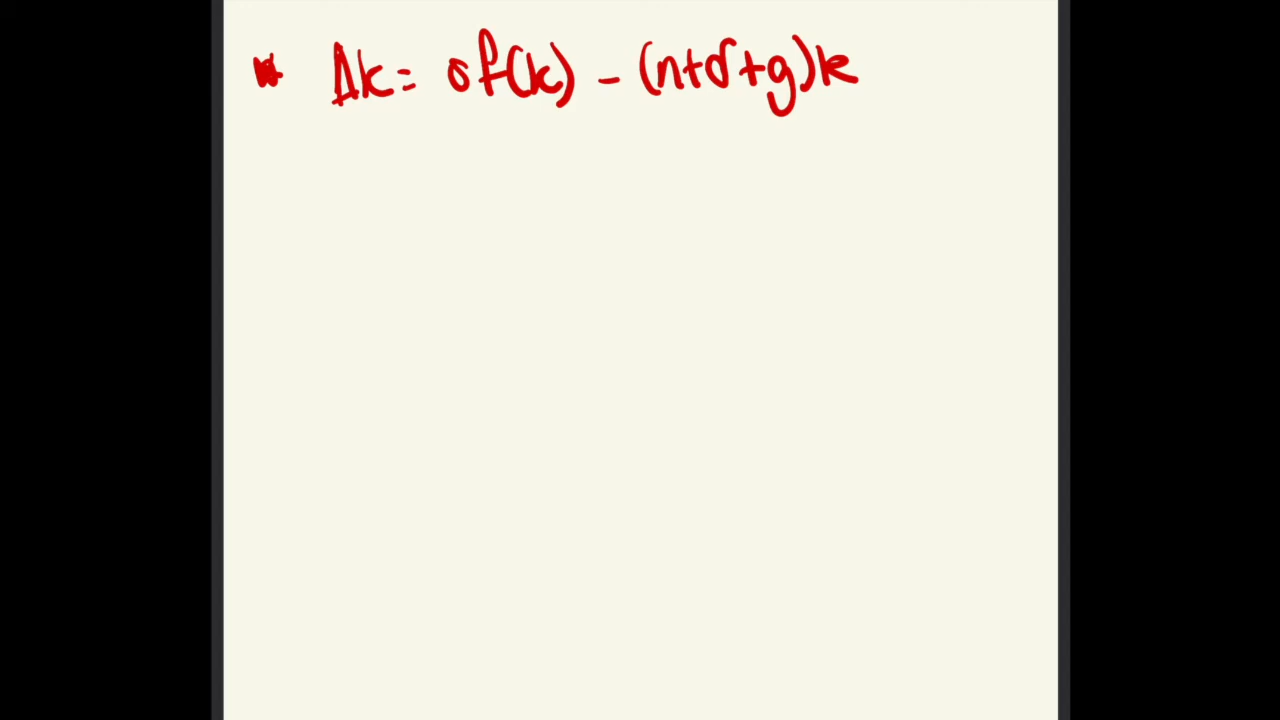 * Δk = sf(k) - (n+δ+g)k